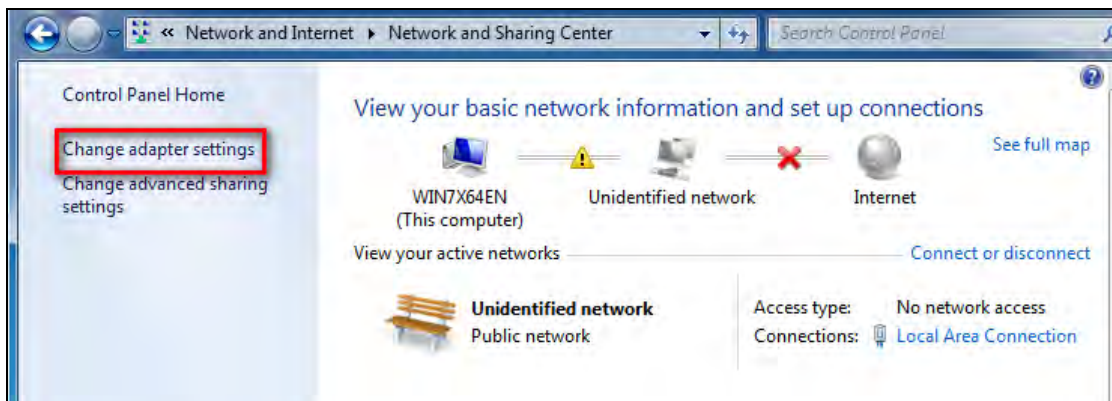 « Network and Internet ▸ Network and Sharing Center
Search Control Panel
Control Panel Home
Change adapter settings
Change advanced sharing
settings
View your basic network information and set up connections
See full map
WIN7X64EN
(This computer)
Unidentified network
Internet
View your active networks
Connect or disconnect
Unidentified network
Public network
Access type: No network access
Connections: Local Area Connection